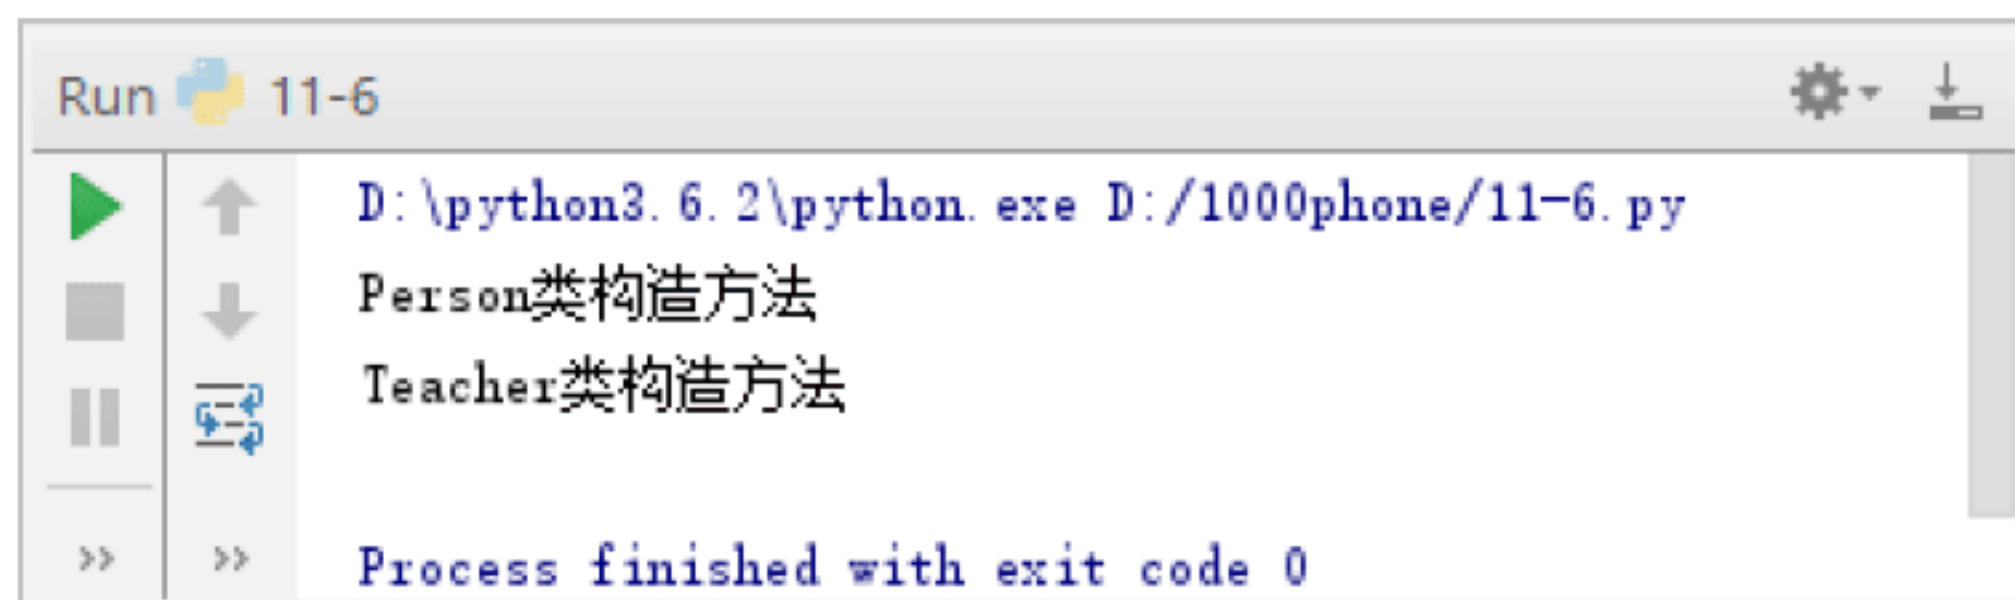 Run 11-6
D:\python3.6.2\python.exe D:/1000phone/11-6.py
Person类构造方法
Teacher类构造方法
Process finished with exit code 0